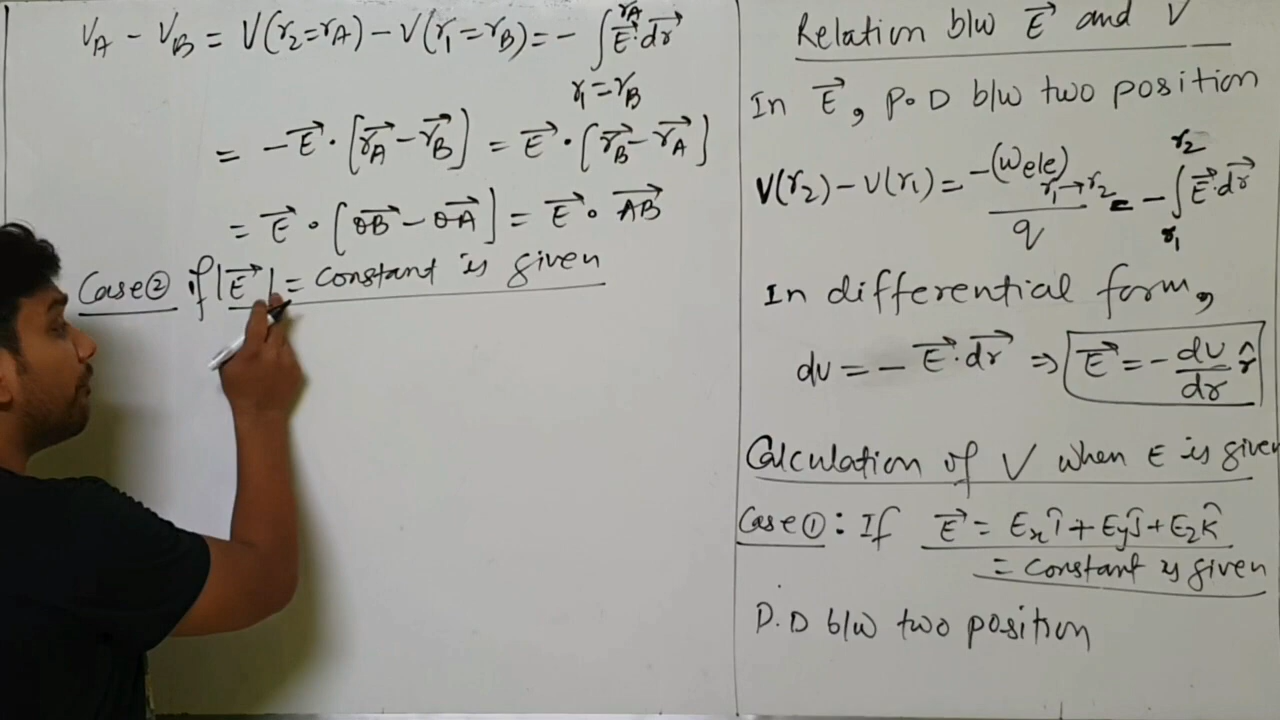 Relation b/w E⃗ and V
In E⃗, P.D b/w two position
V(r₂) - V(r₁) = -(Wele)r₁→r₂ / q = - ∫_{r₁}^{r₂} E⃗·dr⃗
In differential form,
dv = - E⃗·dr⃗ ⇒ E⃗ = - dv/dr r̂
Calculation of V when E is given
Case①: If E⃗ = Exî + Eyĵ + Ezk̂
= constant is given
P.D b/w two position
V_A - V_B = V(r₂=r_A) - V(r₁=r_B) = - ∫_{r₁=r_B}^{r_A} E⃗·dr⃗
= -E⃗·[r⃗_A - r⃗_B] = E⃗·[r⃗_B - r⃗_A]
= E⃗·[OB⃗ - OA⃗] = E⃗·AB⃗
Case② if |E⃗| = constant is given